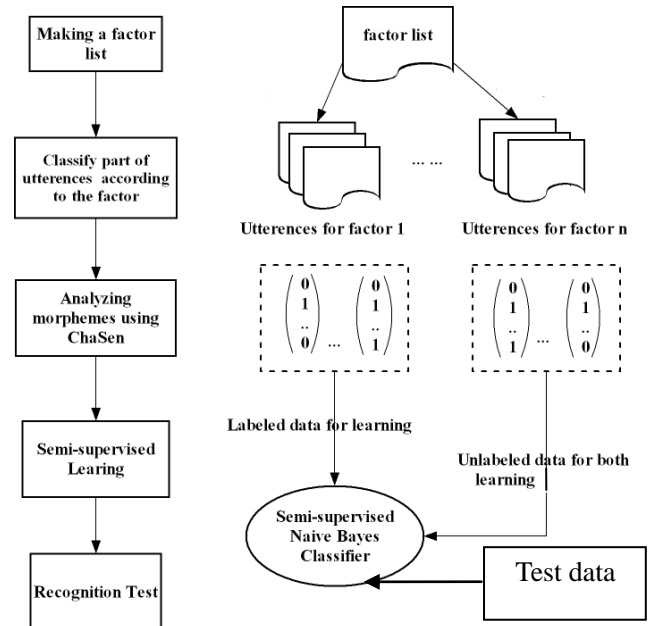 Making a factor
list
Classify part of
utterences according
to the factor
Analyzing
morphemes using
ChaSen
Semi-supervised
Learing
Recognition Test
factor list
... ...
Utterences for factor 1
Utterences for factor n
0 0
1 1
.. ..
0 ... 1
0 0
1 1
.. ..
1 ... 0
Labeled data for learning
Unlabeled data for both
learning
Semi-supervised
Naive Bayes
Classifier
Test data